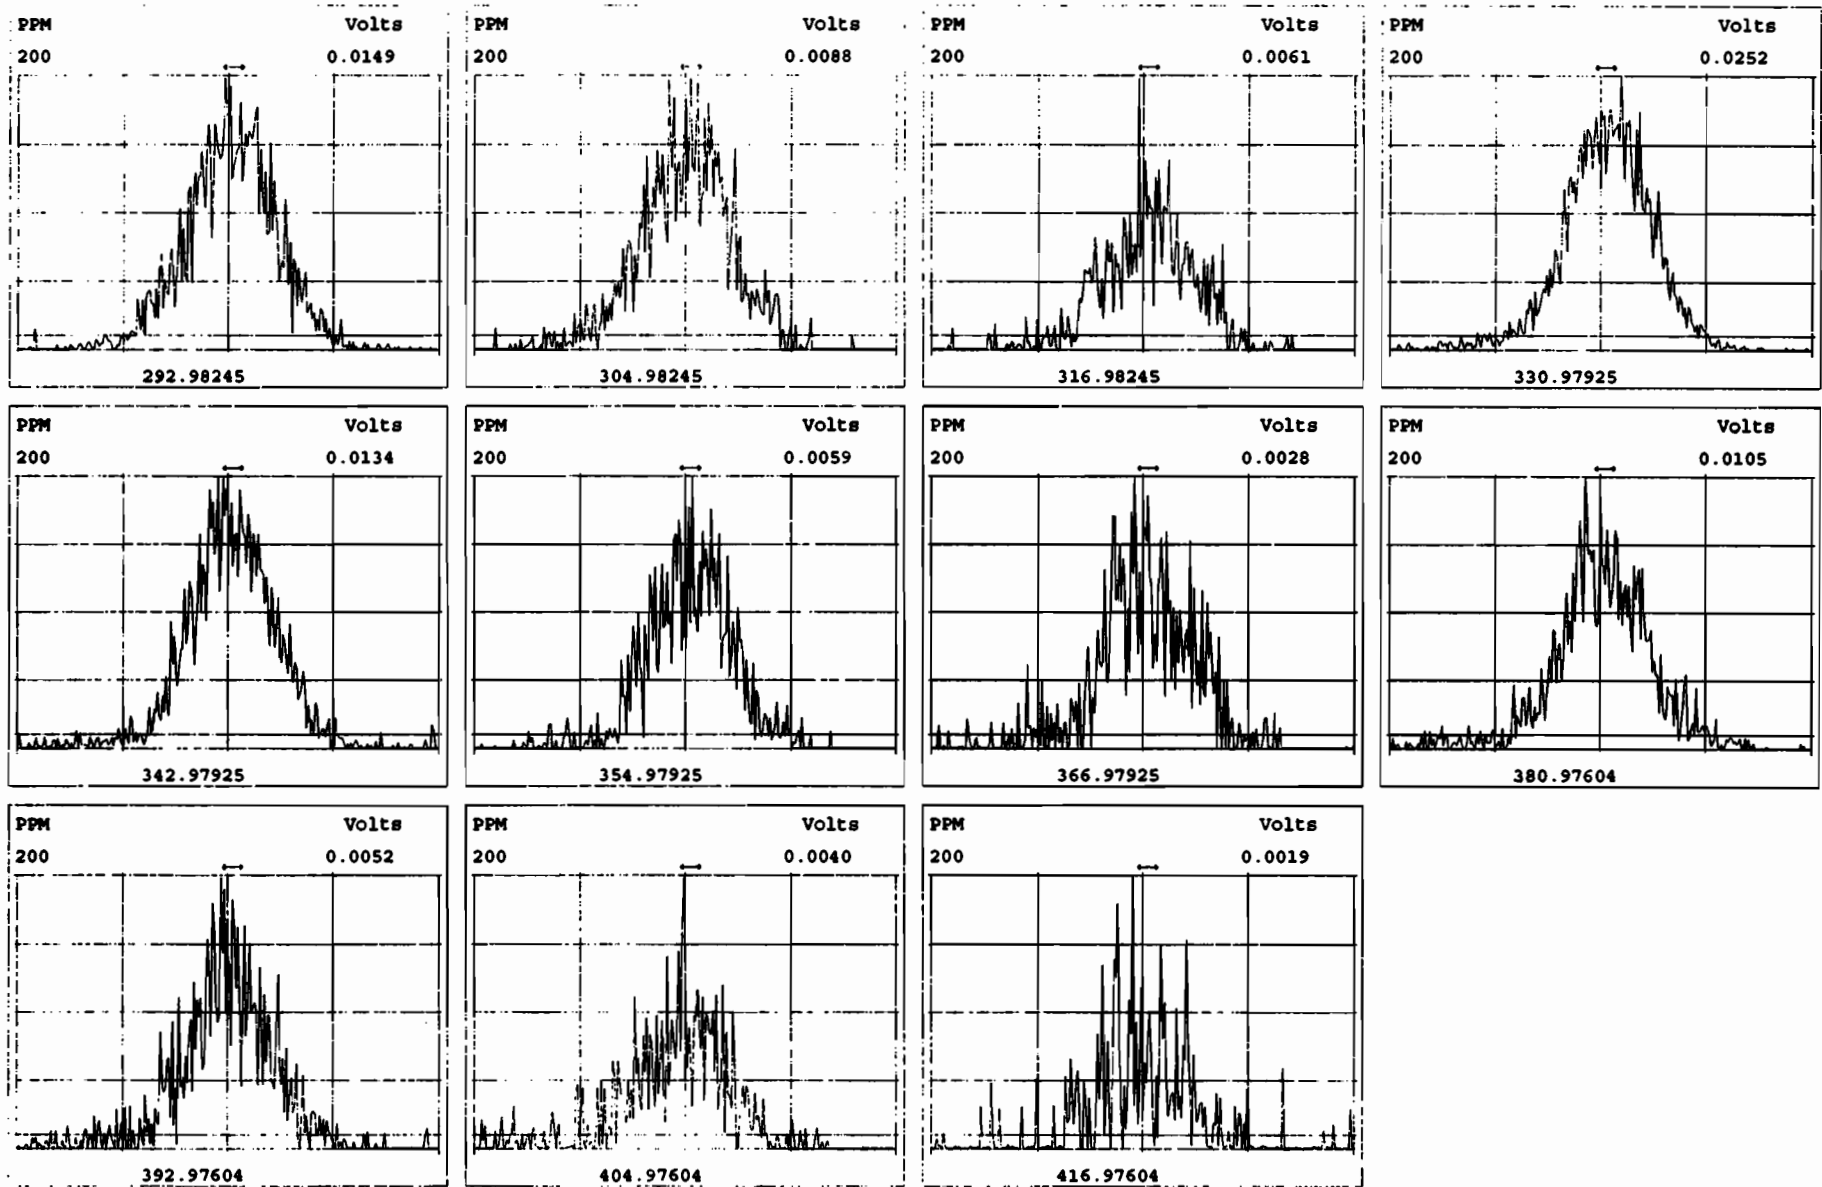 PPM Volts
200 0.0149
292.98245
PPM Volts
200 0.0088
304.98245
PPM Volts
200 0.0061
316.98245
PPM Volts
200 0.0252
330.97925
PPM Volts
200 0.0134
342.97925
PPM Volts
200 0.0059
354.97925
PPM Volts
200 0.0028
366.97925
PPM Volts
200 0.0105
380.97604
PPM Volts
200 0.0052
392.97604
PPM Volts
200 0.0040
404.97604
PPM Volts
200 0.0019
416.97604